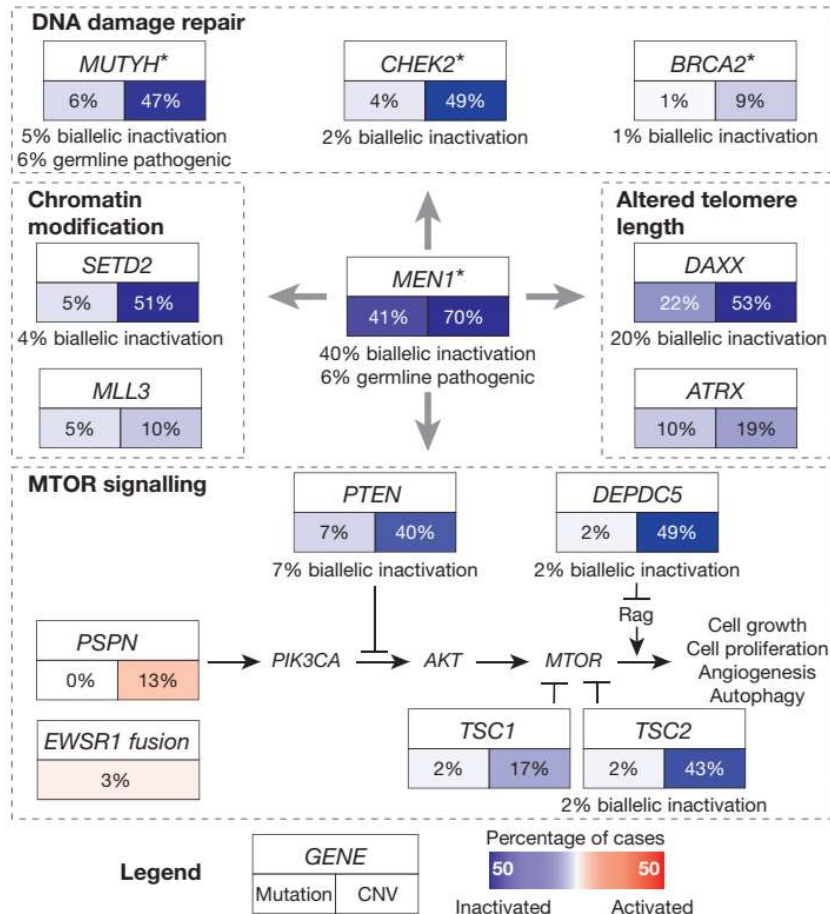 DNA damage repair
MUTYH*
6% 47%
5% biallelic inactivation
6% germline pathogenic
CHEK2*
4% 49%
2% biallelic inactivation
BRCA2*
1% 9%
1% biallelic inactivation
Chromatin
modification
SETD2
5% 51%
4% biallelic inactivation
MLL3
5% 10%
MEN1*
41% 70%
40% biallelic inactivation
6% germline pathogenic
Altered telomere
length
DAXX
22% 53%
20% biallelic inactivation
ATRX
10% 19%
MTOR signalling
PTEN
7% 40%
7% biallelic inactivation
DEPDC5
2% 49%
2% biallelic inactivation
Rag
PSPN
0% 13%
PIK3CA
AKT
MTOR
Cell growth
Cell proliferation
Angiogenesis
Autophagy
EWSR1 fusion
3%
TSC1
2% 17%
TSC2
2% 43%
2% biallelic inactivation
Legend
GENE
Mutation CNV
Percentage of cases
50 50
Inactivated Activated